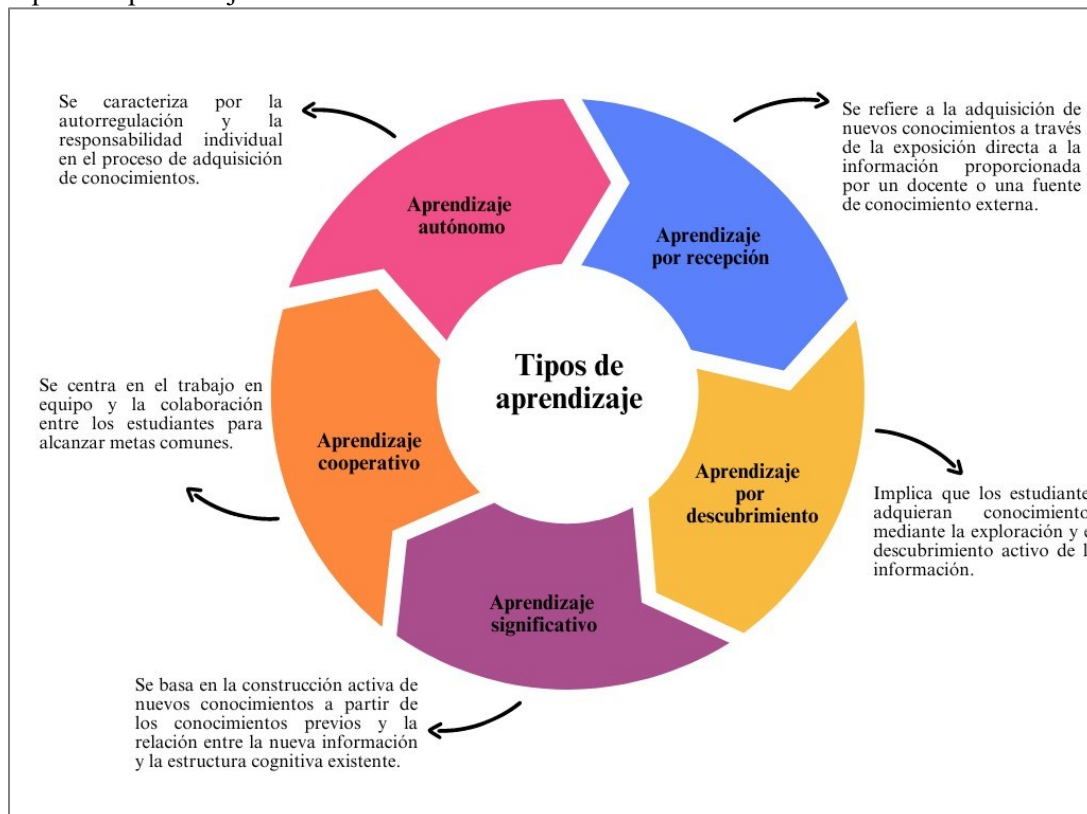 Tipos de
aprendizaje
Aprendizaje
autónomo
Se caracteriza por la
autorregulación y la
responsabilidad individual
en el proceso de adquisición
de conocimientos.
Aprendizaje
por recepción
Se refiere a la adquisición de
nuevos conocimientos a través
de la exposición directa a la
información proporcionada
por un docente o una fuente
de conocimiento externa.
Aprendizaje
por
descubrimiento
Implica que los estudiante
adquieran conocimiento
mediante la exploración y e
descubrimiento activo de l
información.
Aprendizaje
significativo
Se basa en la construcción activa de
nuevos conocimientos a partir de
los conocimientos previos y la
relación entre la nueva información
y la estructura cognitiva existente.
Aprendizaje
cooperativo
Se centra en el trabajo en
equipo y la colaboración
entre los estudiantes para
alcanzar metas comunes.